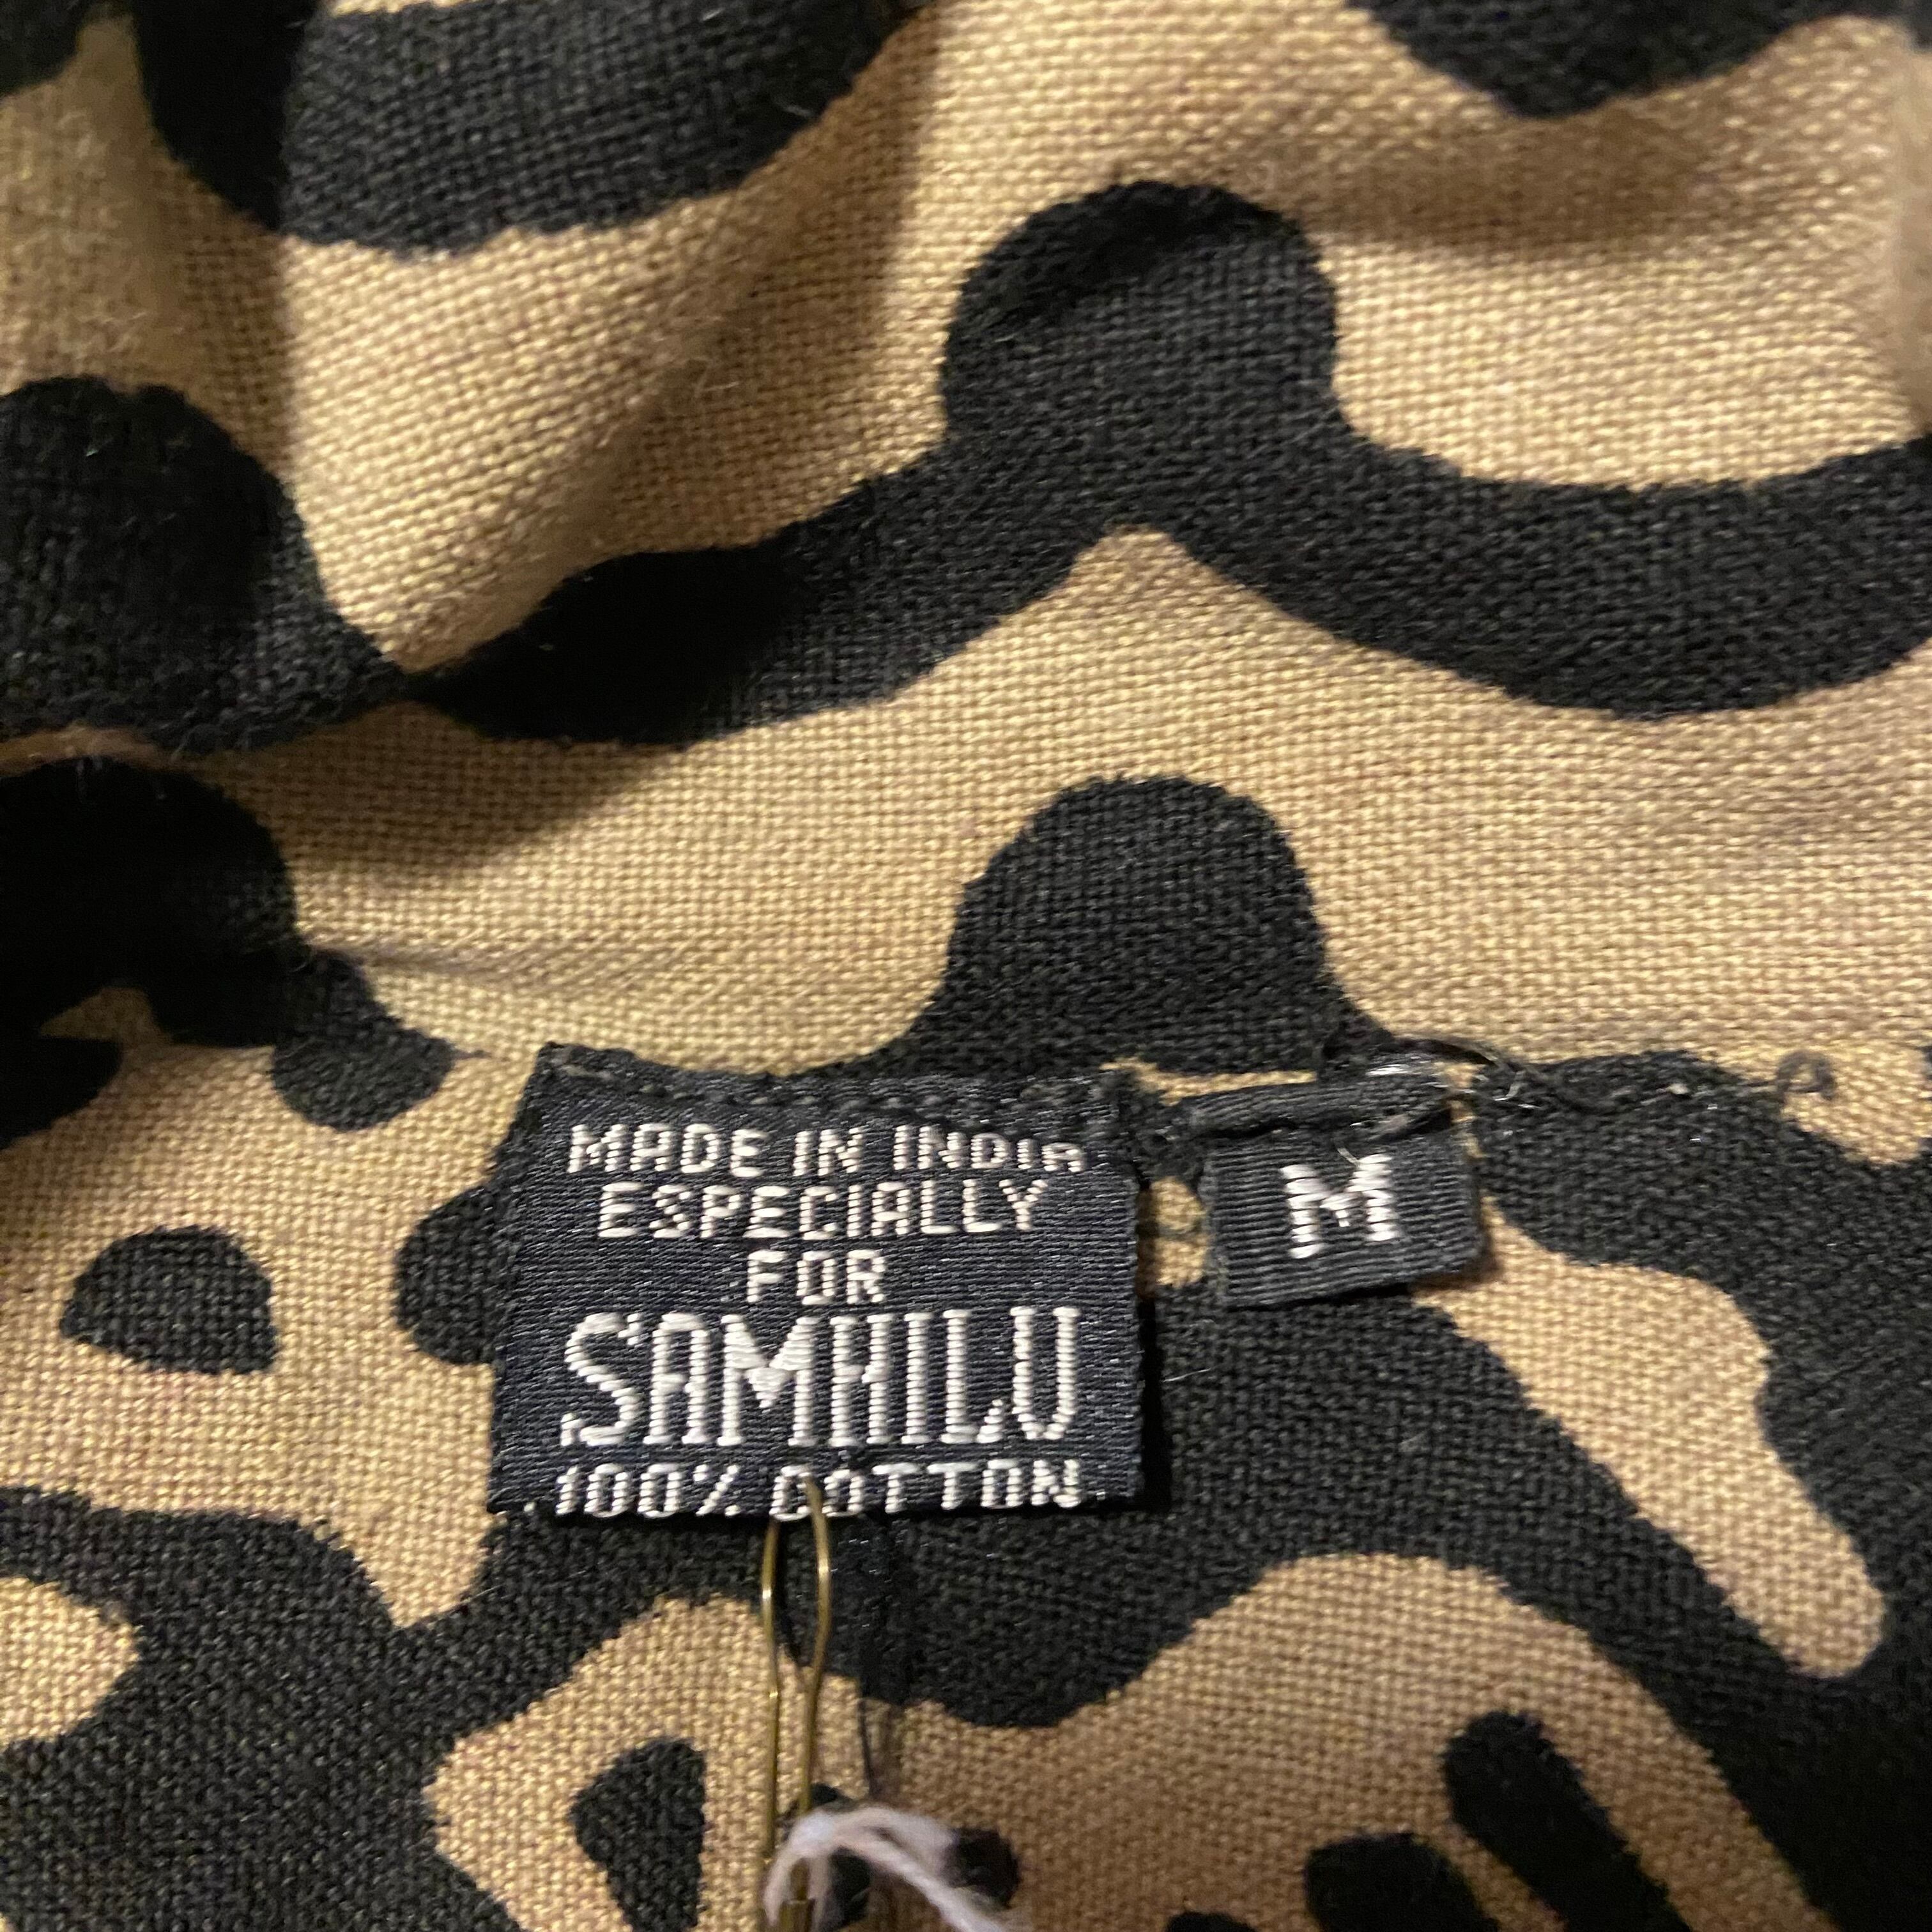 MADE IN INDIA
ESPECIALLY
FOR
SAMHILU
100% COTTON
M